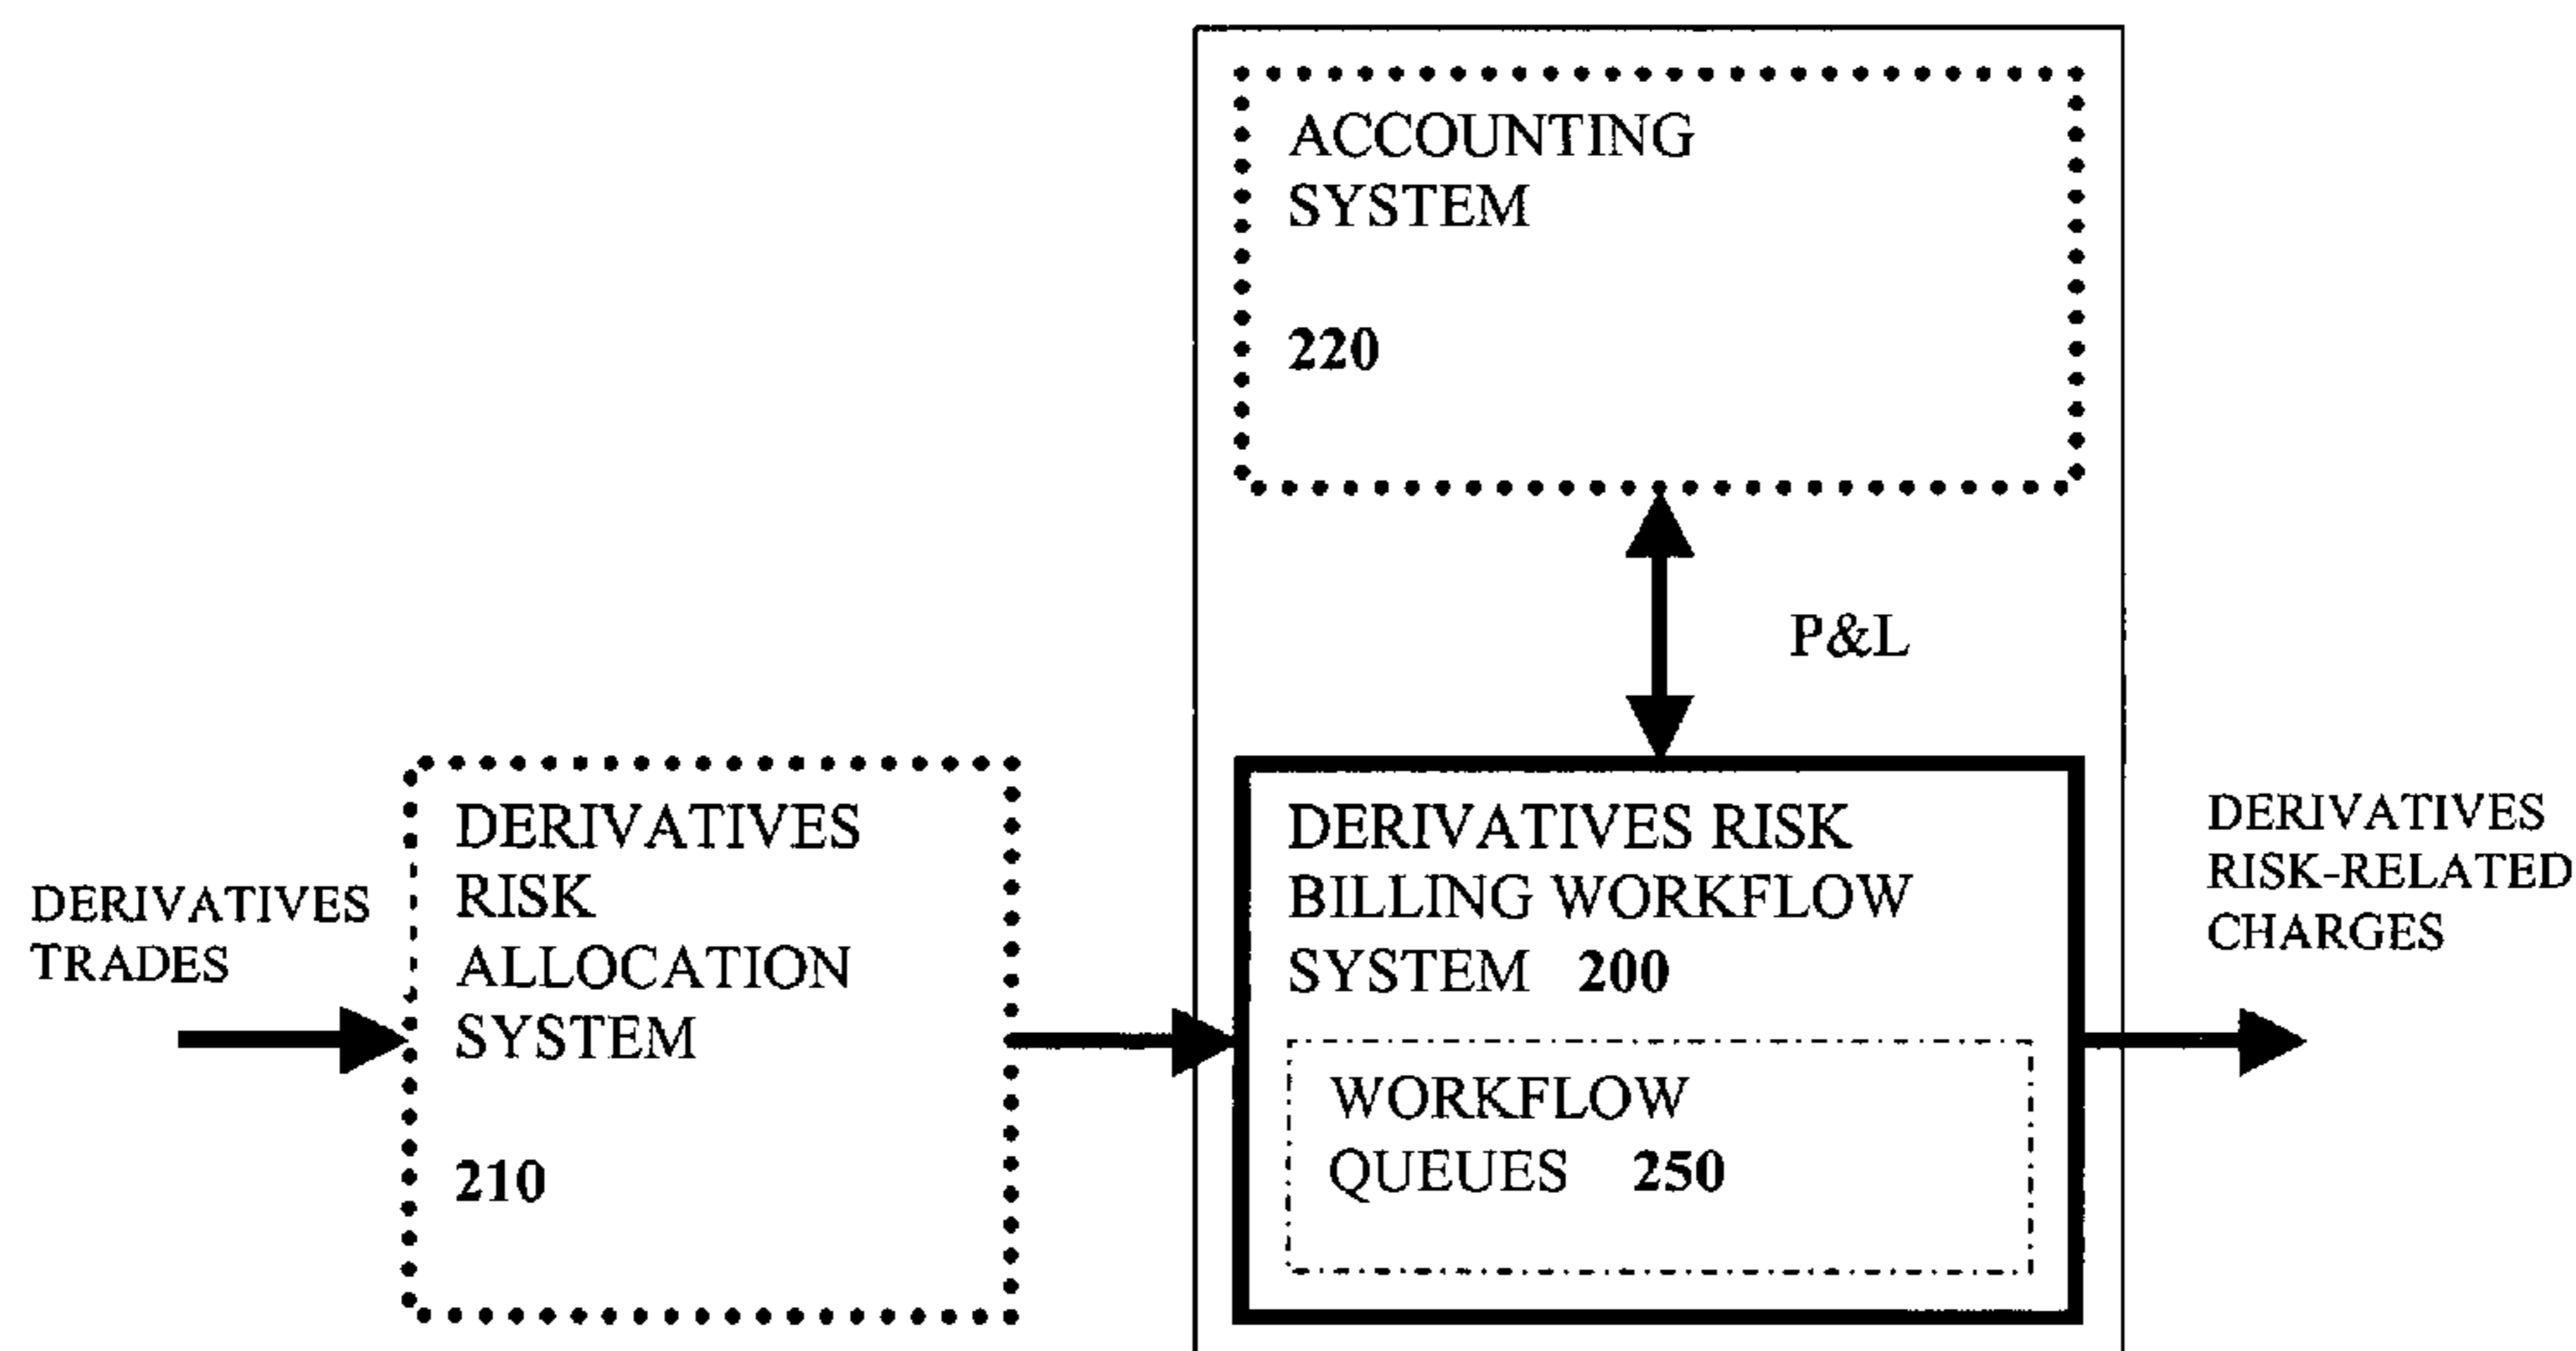 ACCOUNTING
SYSTEM
220
P&L
DERIVATIVES
TRADES
DERIVATIVES
RISK
ALLOCATION
SYSTEM
210
DERIVATIVES RISK
BILLING WORKFLOW
SYSTEM 200
WORKFLOW
QUEUES 250
DERIVATIVES
RISK-RELATED
CHARGES